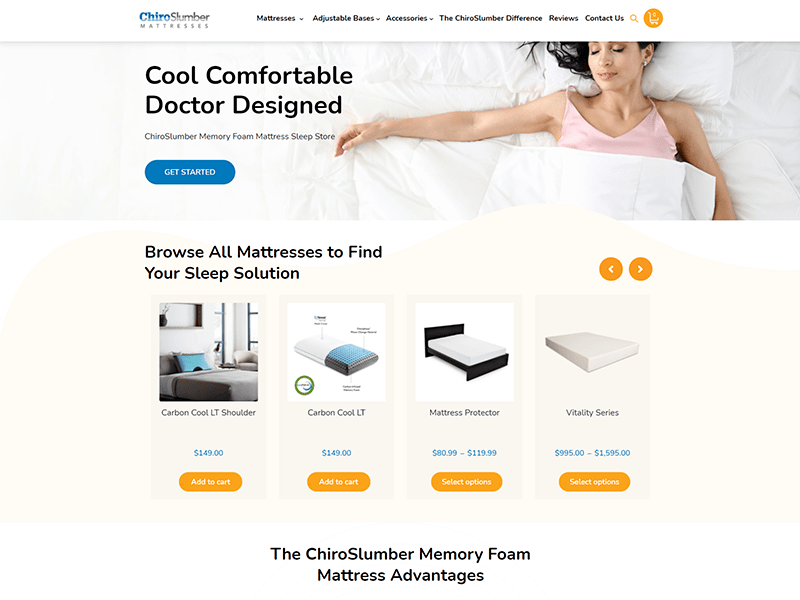 ChiroSlumber
MATTRESSES
Mattresses
Adjustable Bases
Accessories
The ChiroSlumber Difference
Reviews
Contact Us
Cool Comfortable
Doctor Designed
ChiroSlumber Memory Foam Mattress Sleep Store
GET STARTED
Browse All Mattresses to Find
Your Sleep Solution
Carbon Cool LT Shoulder
$149.00
Add to cart
Carbon Cool LT
$149.00
Add to cart
Mattress Protector
$80.99 – $119.99
Select options
Vitality Series
$995.00 – $1,595.00
Select options
The ChiroSlumber Memory Foam
Mattress Advantages